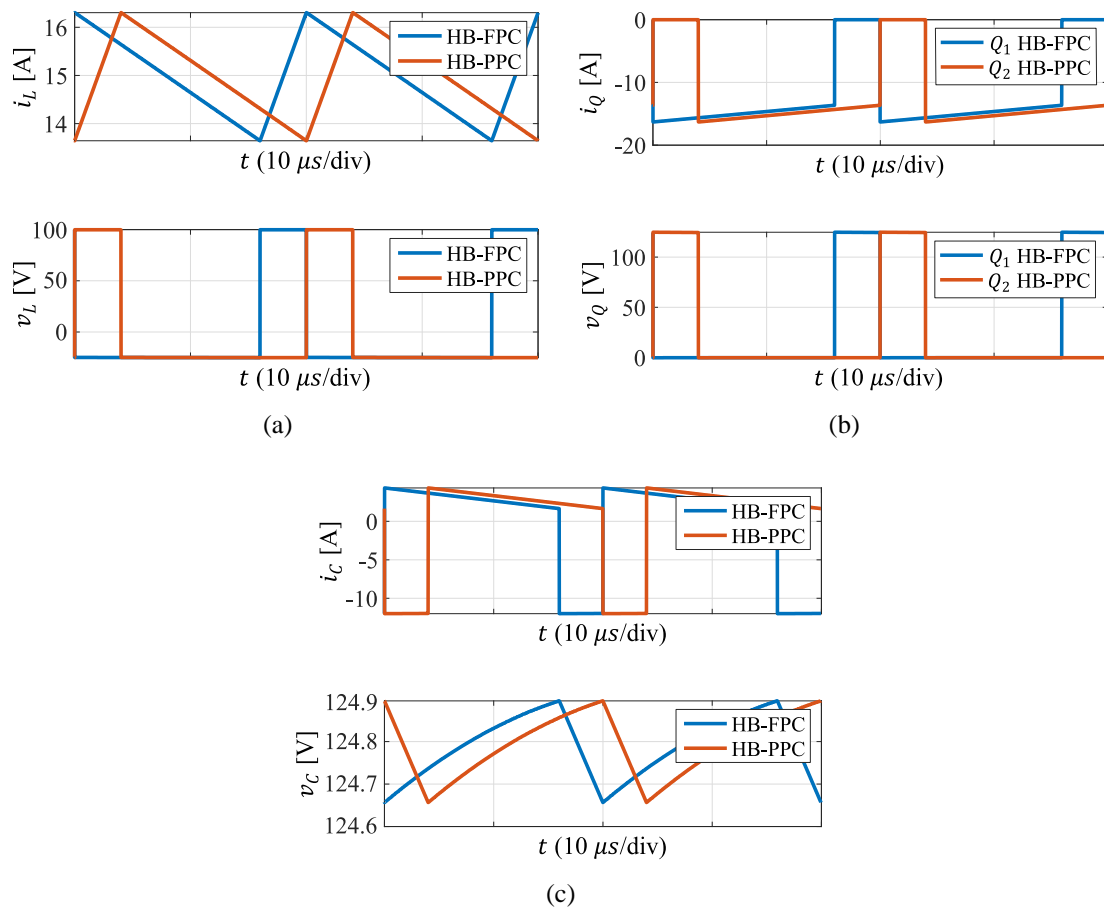 16
15
14
i_L [A]
HB-FPC
HB-PPC
t (10 μs/div)
100
50
0
v_L [V]
HB-FPC
HB-PPC
t (10 μs/div)
(a)
0
-10
-20
i_Q [A]
Q_1 HB-FPC
Q_2 HB-PPC
t (10 μs/div)
100
50
0
v_Q [V]
Q_1 HB-FPC
Q_2 HB-PPC
t (10 μs/div)
(b)
0
-5
-10
i_C [A]
HB-FPC
HB-PPC
t (10 μs/div)
124.9
124.8
124.7
124.6
v_C [V]
HB-FPC
HB-PPC
t (10 μs/div)
(c)